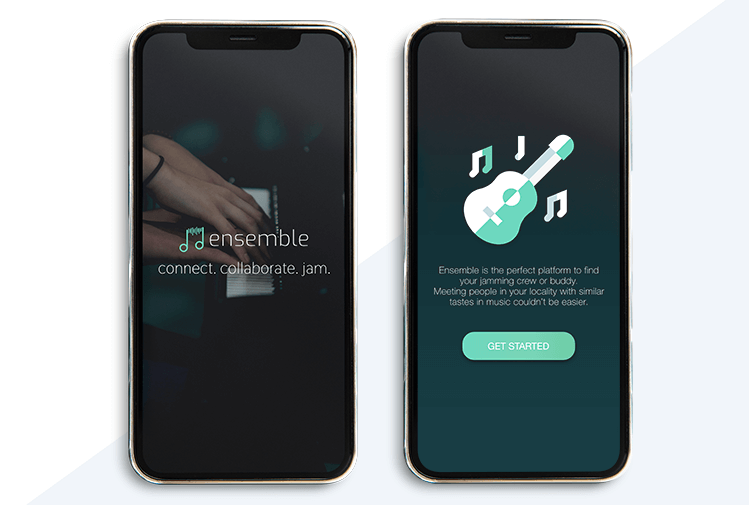 ensemble
connect. collaborate. jam.
Ensemble is the perfect platform to find
your jamming crew or buddy.
Meeting people in your locality with similar
tastes in music couldn't be easier.
GET STARTED